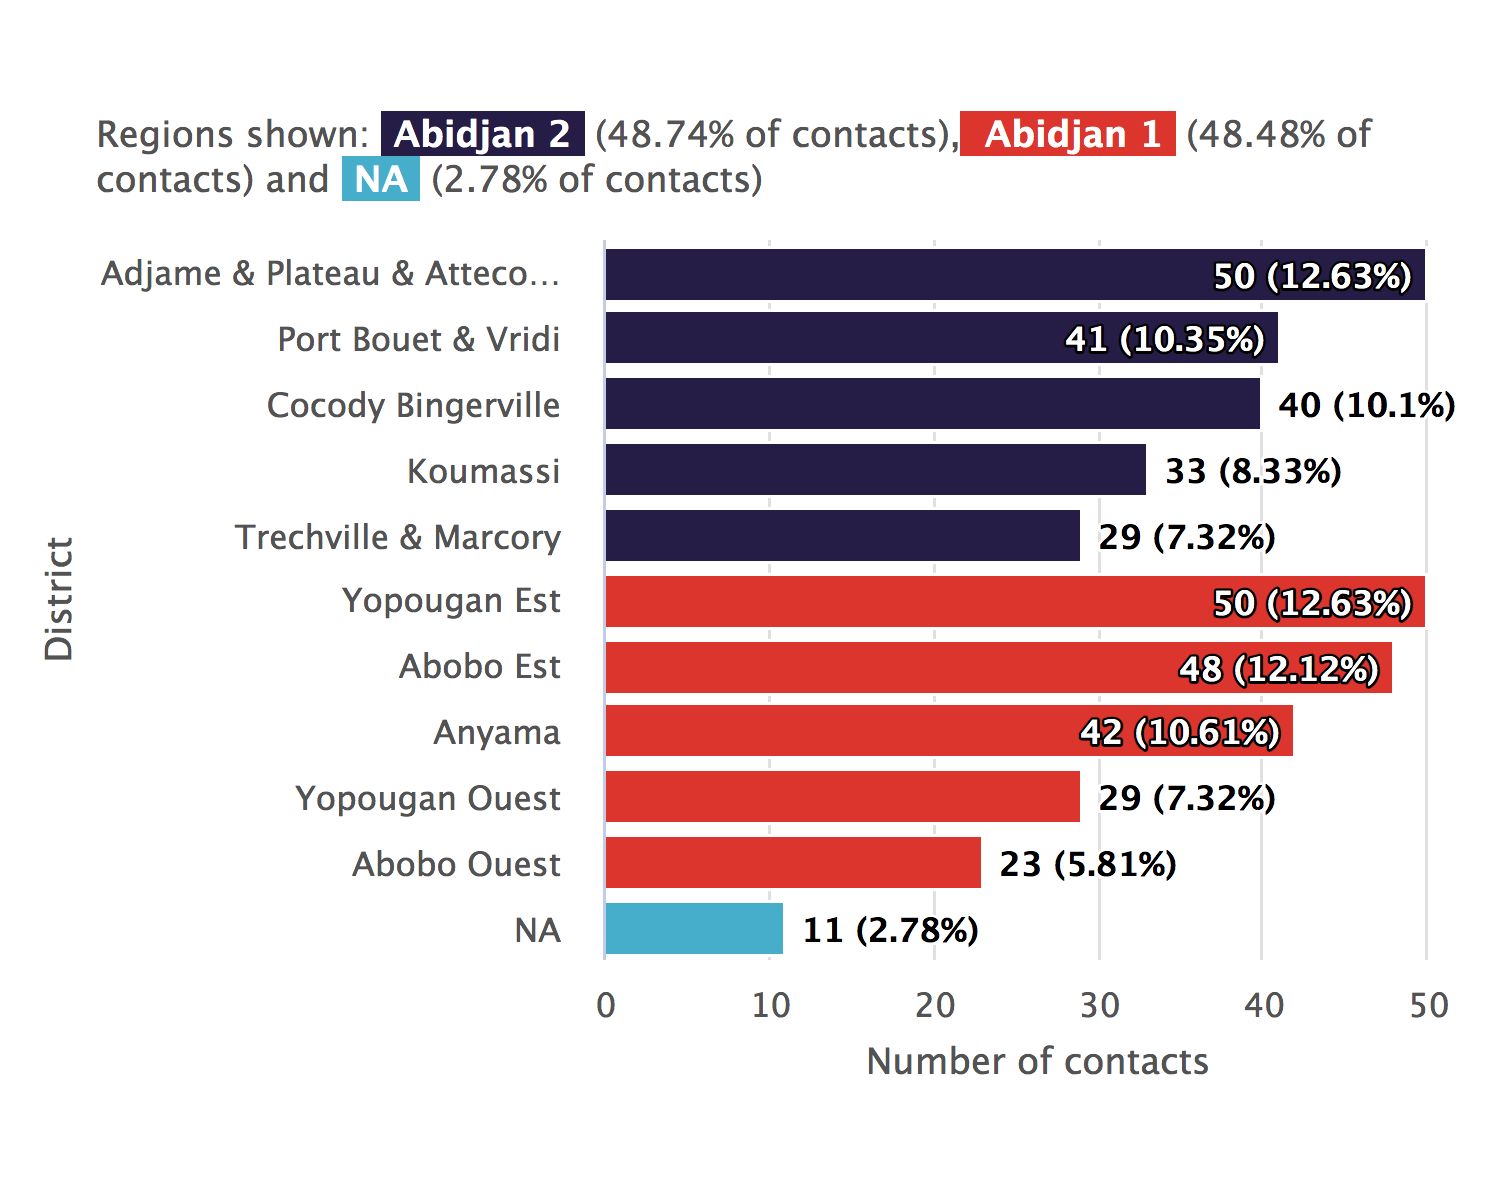 Regions shown: Abidjan 2 (48.74% of contacts), Abidjan 1 (48.48% of
contacts) and NA (2.78% of contacts)
District
Adjame & Plateau & Atteco… 50 (12.63%)
Port Bouet & Vridi 41 (10.35%)
Cocody Bingerville 40 (10.1%)
Koumassi 33 (8.33%)
Trechville & Marcory 29 (7.32%)
Yopougan Est 50 (12.63%)
Abobo Est 48 (12.12%)
Anyama 42 (10.61%)
Yopougan Ouest 29 (7.32%)
Abobo Ouest 23 (5.81%)
NA 11 (2.78%)
0 10 20 30 40 50
Number of contacts